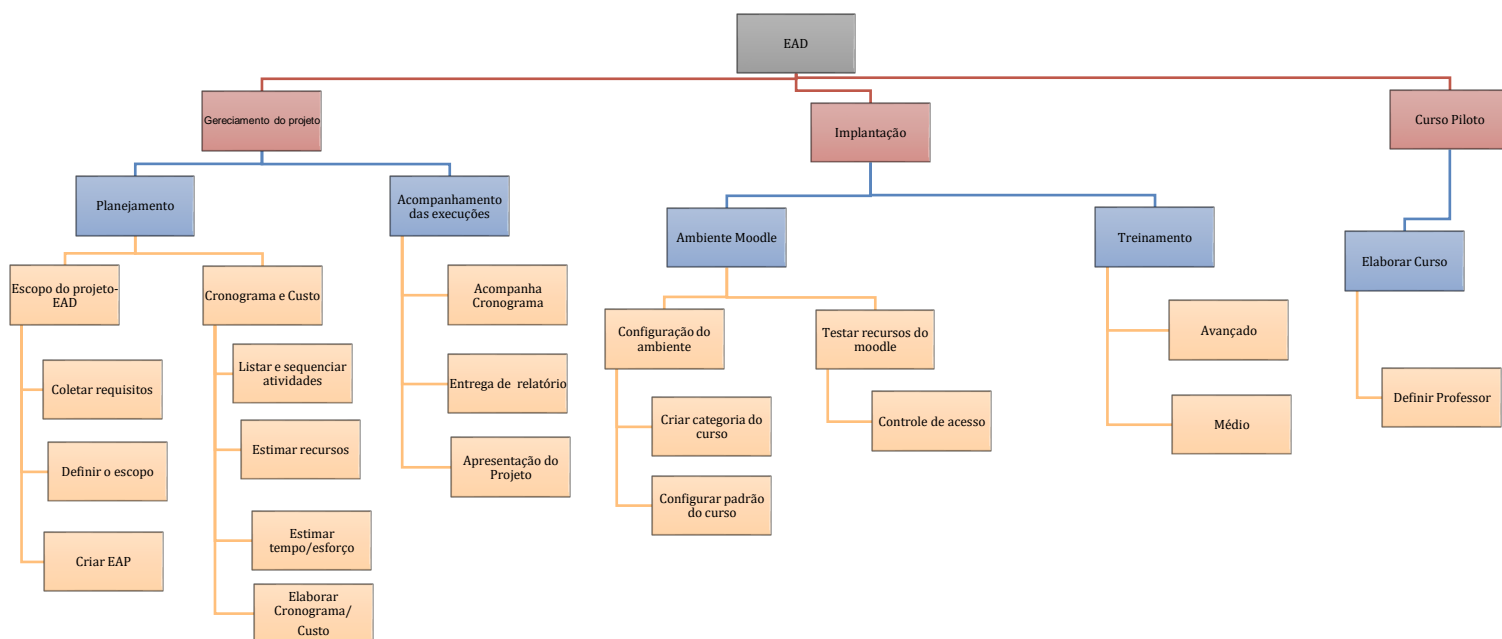 EAD
Gereciamento do projeto
Implantação
Curso Piloto
Planejamento
Acompanhamento
das execuções
Ambiente Moodle
Treinamento
Elaborar Curso
Escopo do projeto-
EAD
Cronograma e Custo
Acompanha
Cronograma
Configuração do
ambiente
Testar recursos do
moodle
Avançado
Coletar requisitos
Listar e sequenciar
atividades
Entrega de relatório
Criar categoria do
curso
Controle de acesso
Médio
Definir Professor
Definir o escopo
Estimar recursos
Apresentação do
Projeto
Configurar padrão
do curso
Criar EAP
Estimar
tempo/esforço
Elaborar
Cronograma/
Custo